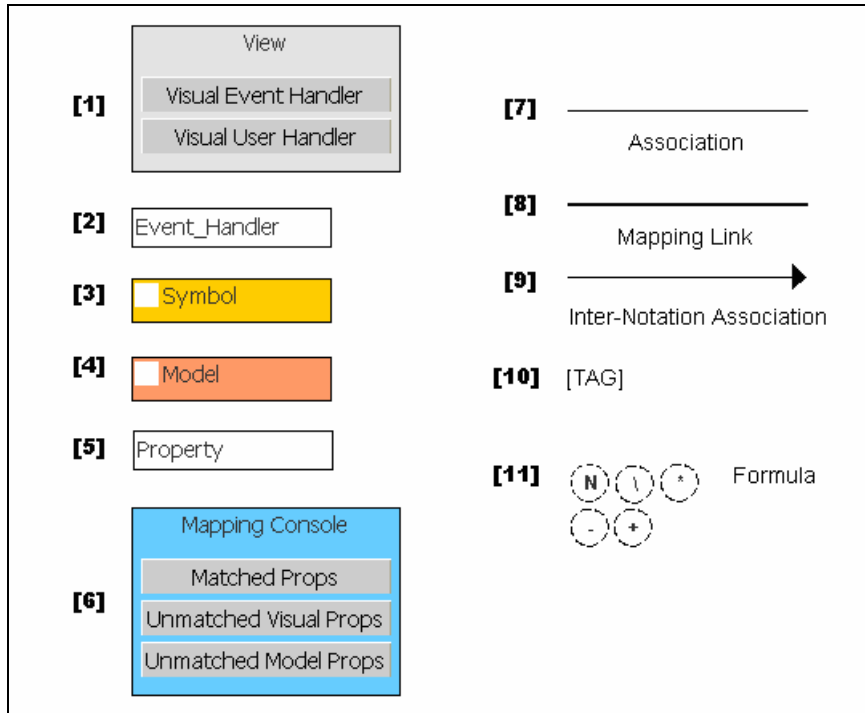 View
[1]
Visual Event Handler
Visual User Handler
[2]
Event_Handler
[3]
Symbol
[4]
Model
[5]
Property
[6]
Mapping Console
Matched Props
Unmatched Visual Props
Unmatched Model Props
[7]
Association
[8]
Mapping Link
[9]
Inter-Notation Association
[10] [TAG]
[11] N \ * Formula
- +